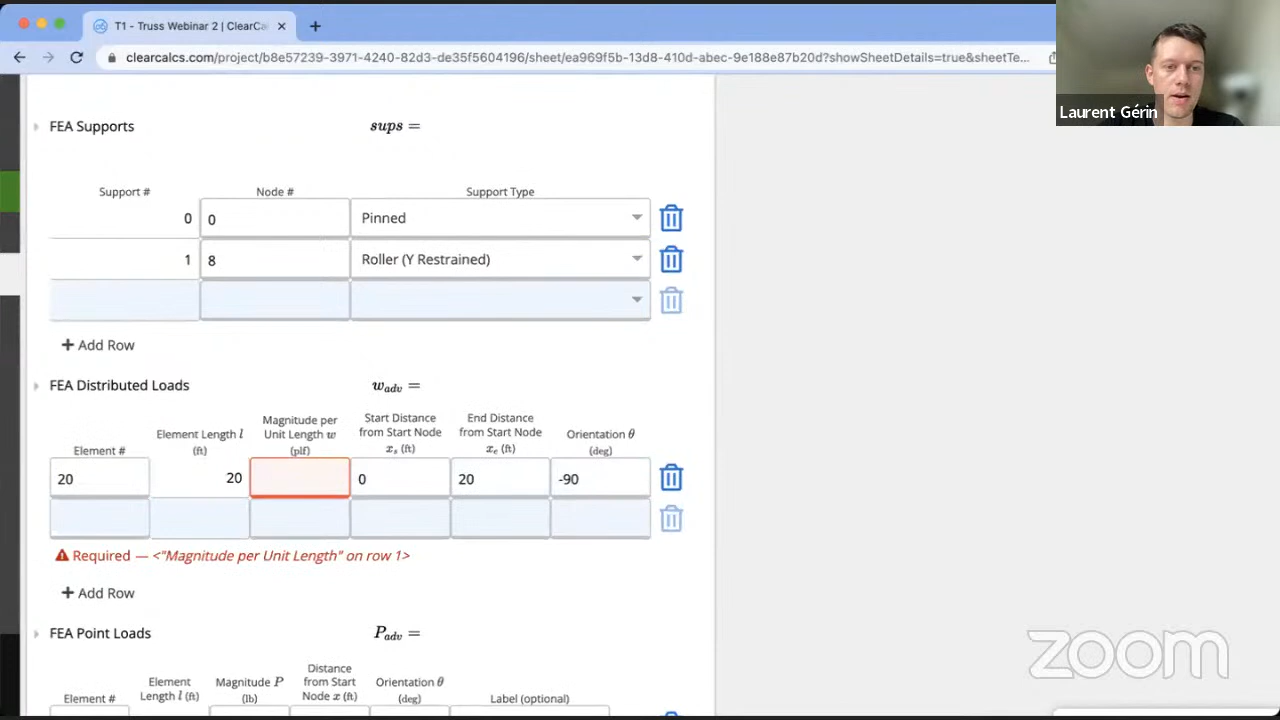 T1 - Truss Webinar 2 | ClearCal
clearcalcs.com/project/b8e57239-3971-4240-82d3-de35f5604196/sheet/ea969f5b-13d8-410d-abec-9e188e87b20d?showSheetDetails=true&sheetTe...
Laurent Gérin
FEA Supports sups =
Support # Node # Support Type
0 0 Pinned
1 8 Roller (Y Restrained)
+ Add Row
FEA Distributed Loads w_adv =
Element # Element Length l (ft) Magnitude per Unit Length w (plf) Start Distance from Start Node x_s (ft) End Distance from Start Node x_e (ft) Orientation θ (deg)
20 20 0 20 -90
Required — <"Magnitude per Unit Length" on row 1>
+ Add Row
FEA Point Loads P_adv =
Element # Element Length l (ft) Magnitude P (lb) Distance from Start Node x (ft) Orientation θ (deg) Label (optional)
zoom